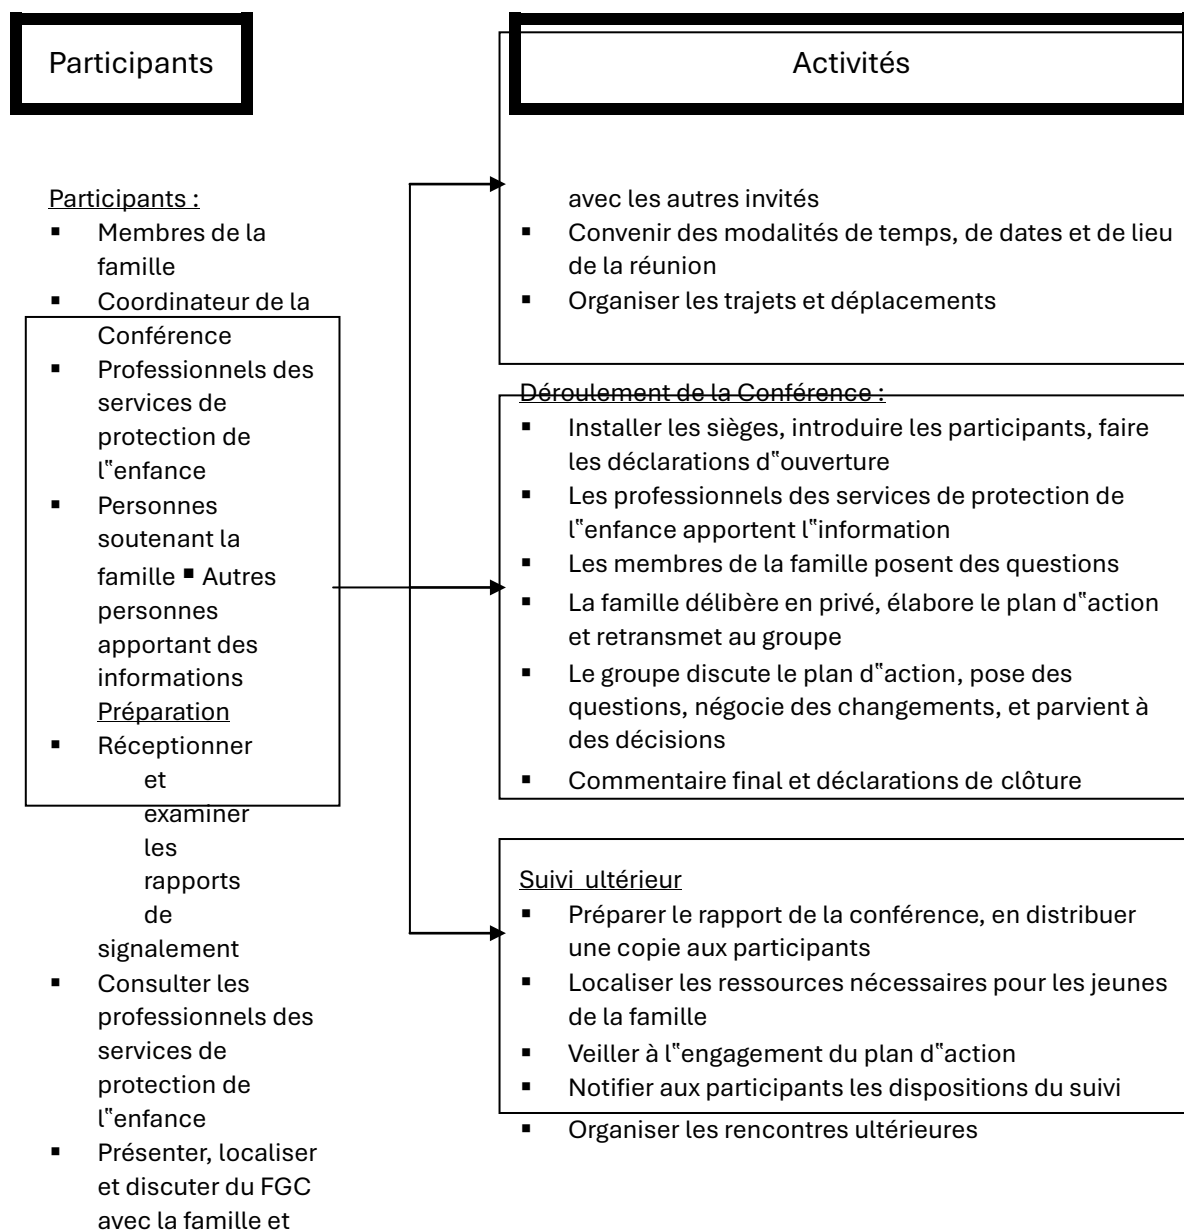 Participants
Activités
Participants :
▪ Membres de la
famille
▪ Coordinateur de la
Conférence
▪ Professionnels des
services de
protection de
l‟enfance
▪ Personnes
soutenant la
famille ▪ Autres
personnes
apportant des
informations
Préparation
▪ Réceptionner
et
examiner
les
rapports
de
signalement
▪ Consulter les
professionnels des
services de
protection de
l‟enfance
▪ Présenter, localiser
et discuter du FGC
avec la famille et
avec les autres invités
▪ Convenir des modalités de temps, de dates et de lieu
de la réunion
▪ Organiser les trajets et déplacements
Déroulement de la Conférence :
▪ Installer les sièges, introduire les participants, faire
les déclarations d‟ouverture
▪ Les professionnels des services de protection de
l‟enfance apportent l‟information
▪ Les membres de la famille posent des questions
▪ La famille délibère en privé, élabore le plan d‟action
et retransmet au groupe
▪ Le groupe discute le plan d‟action, pose des
questions, négocie des changements, et parvient à
des décisions
▪ Commentaire final et déclarations de clôture
Suivi ultérieur
▪ Préparer le rapport de la conférence, en distribuer
une copie aux participants
▪ Localiser les ressources nécessaires pour les jeunes
de la famille
▪ Veiller à l‟engagement du plan d‟action
▪ Notifier aux participants les dispositions du suivi
▪ Organiser les rencontres ultérieures